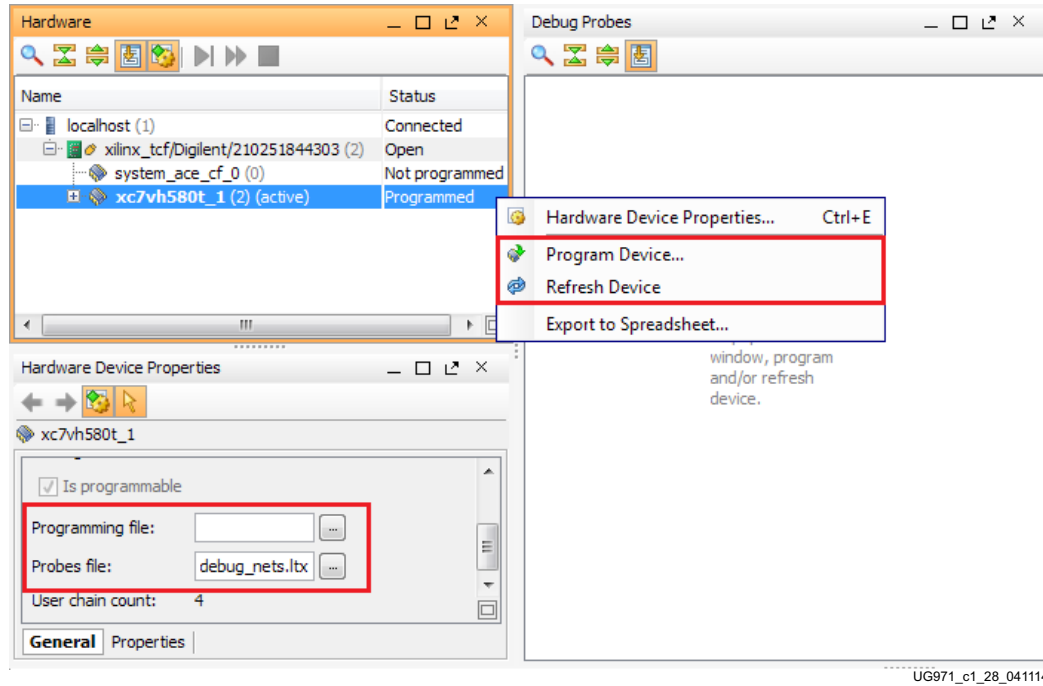 Hardware
Name Status
localhost (1) Connected
xilinx_tcf/Digilent/210251844303 (2) Open
system_ace_cf_0 (0) Not programmed
xc7vh580t_1 (2) (active) Programmed
Hardware Device Properties... Ctrl+E
Program Device...
Refresh Device
Export to Spreadsheet...
Debug Probes
window, program
and/or refresh
device.
Hardware Device Properties
xc7vh580t_1
Is programmable
Programming file: ...
Probes file: debug_nets.ltx ...
User chain count: 4
General Properties
UG971_c1_28_041114